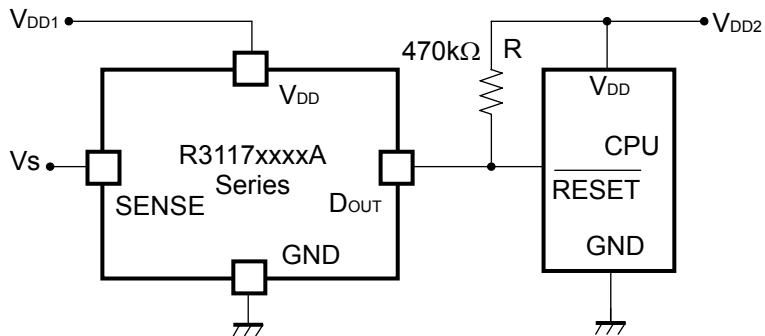 VDD1
VDD
Vs
R3117xxxxA
Series
SENSE
DOUT
GND
470kΩ
R
VDD2
VDD
CPU
RESET
GND